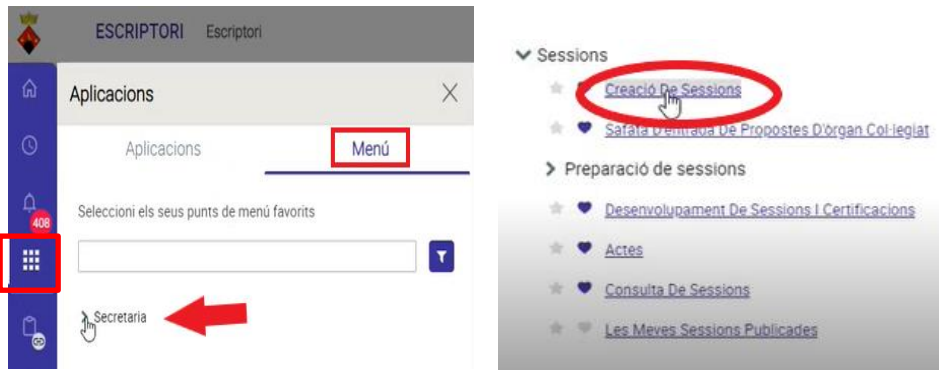 ESCRIPTORI Escriptori
Aplicacions
Aplicacions Menú
408
Seleccioni els seus punts de menú favorits
Secretaria
Sessions
Creació De Sessions
Safata D'entrada De Propostes D'òrgan Col·legiat
Preparació de sessions
Desenvolupament De Sessions I Certificacions
Actes
Consulta De Sessions
Les Meves Sessions Publicades